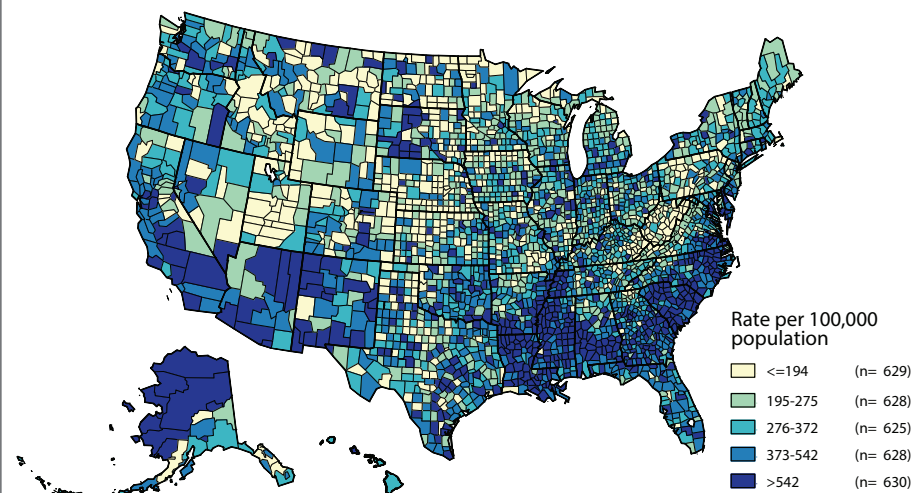 Rate per 100,000
population
<=194 (n= 629)
195-275 (n= 628)
276-372 (n= 625)
373-542 (n= 628)
>542 (n= 630)